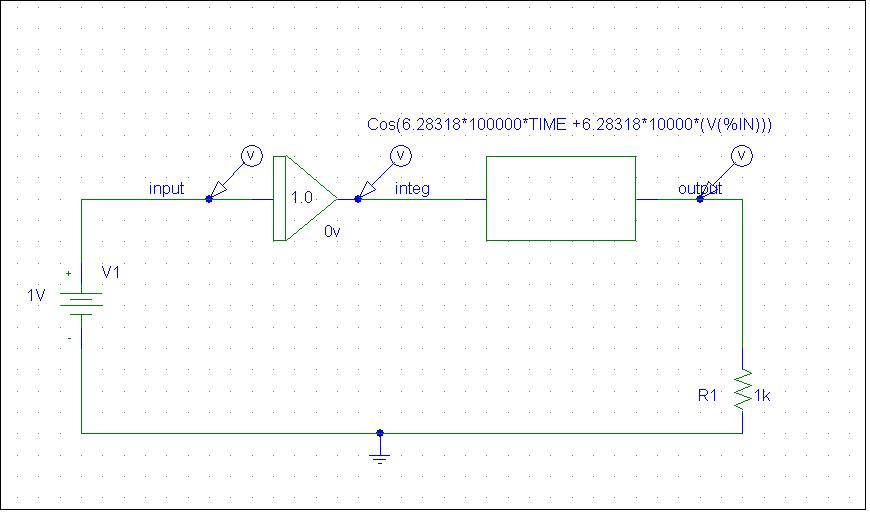 Cos(6.28318*100000*TIME +6.28318*10000*(V(%IN)))
V
V
V
input
1.0
integ
output
0v
+
V1
1V
-
R1
1k